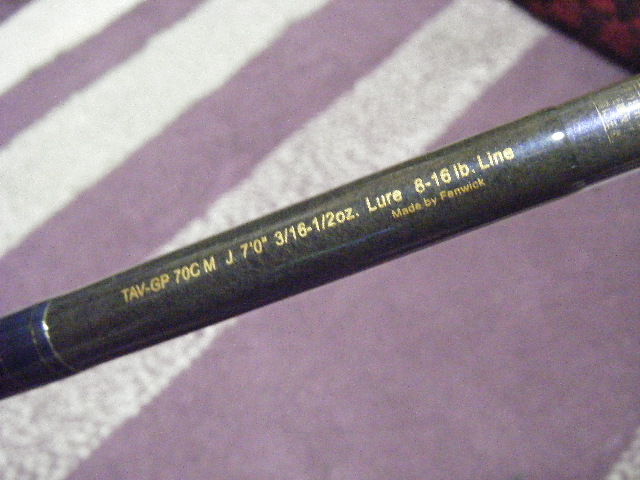 TAV-GP 70C M J 7'0" 3/16-1/2oz. Lure 8-16 lb. Line
Made by Fenwick